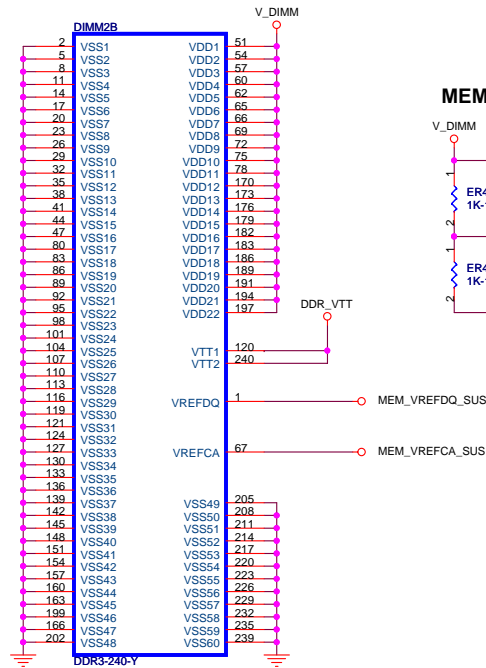 DIMM2B
V_DIMM
2 VSS1 VDD1 51
5 VSS2 VDD2 54
8 VSS3 VDD3 57
11 VSS4 VDD4 60
14 VSS5 VDD5 62
17 VSS6 VDD6 65
20 VSS7 VDD7 66
23 VSS8 VDD8 69
26 VSS9 VDD9 72
29 VSS10 VDD10 75
32 VSS11 VDD11 78
35 VSS12 VDD12 170
38 VSS13 VDD13 173
41 VSS14 VDD14 176
44 VSS15 VDD15 179
47 VSS16 VDD16 182
80 VSS17 VDD17 183
83 VSS18 VDD18 186
86 VSS19 VDD19 189
89 VSS20 VDD20 191
92 VSS21 VDD21 194
95 VSS22 VDD22 197
98 VSS23
101 VSS24
104 VSS25 VTT1 120
107 VSS26 VTT2 240
110 VSS27
113 VSS28
116 VSS29 VREFDQ 1 MEM_VREFDQ_SUS
119 VSS30
121 VSS31
124 VSS32
127 VSS33 VREFCA 67 MEM_VREFCA_SUS
130 VSS34
133 VSS35
136 VSS36
139 VSS37 VSS49 205
142 VSS38 VSS50 208
145 VSS39 VSS51 211
148 VSS40 VSS52 214
151 VSS41 VSS53 217
154 VSS42 VSS54 220
157 VSS43 VSS55 223
160 VSS44 VSS56 226
163 VSS45 VSS57 229
199 VSS46 VSS58 232
166 VSS47 VSS59 235
202 VSS48 VSS60 239
DDR3-240-Y
DDR_VTT
MEM
V_DIMM
1
ER4
1K-
2
1
ER4
1K-
2